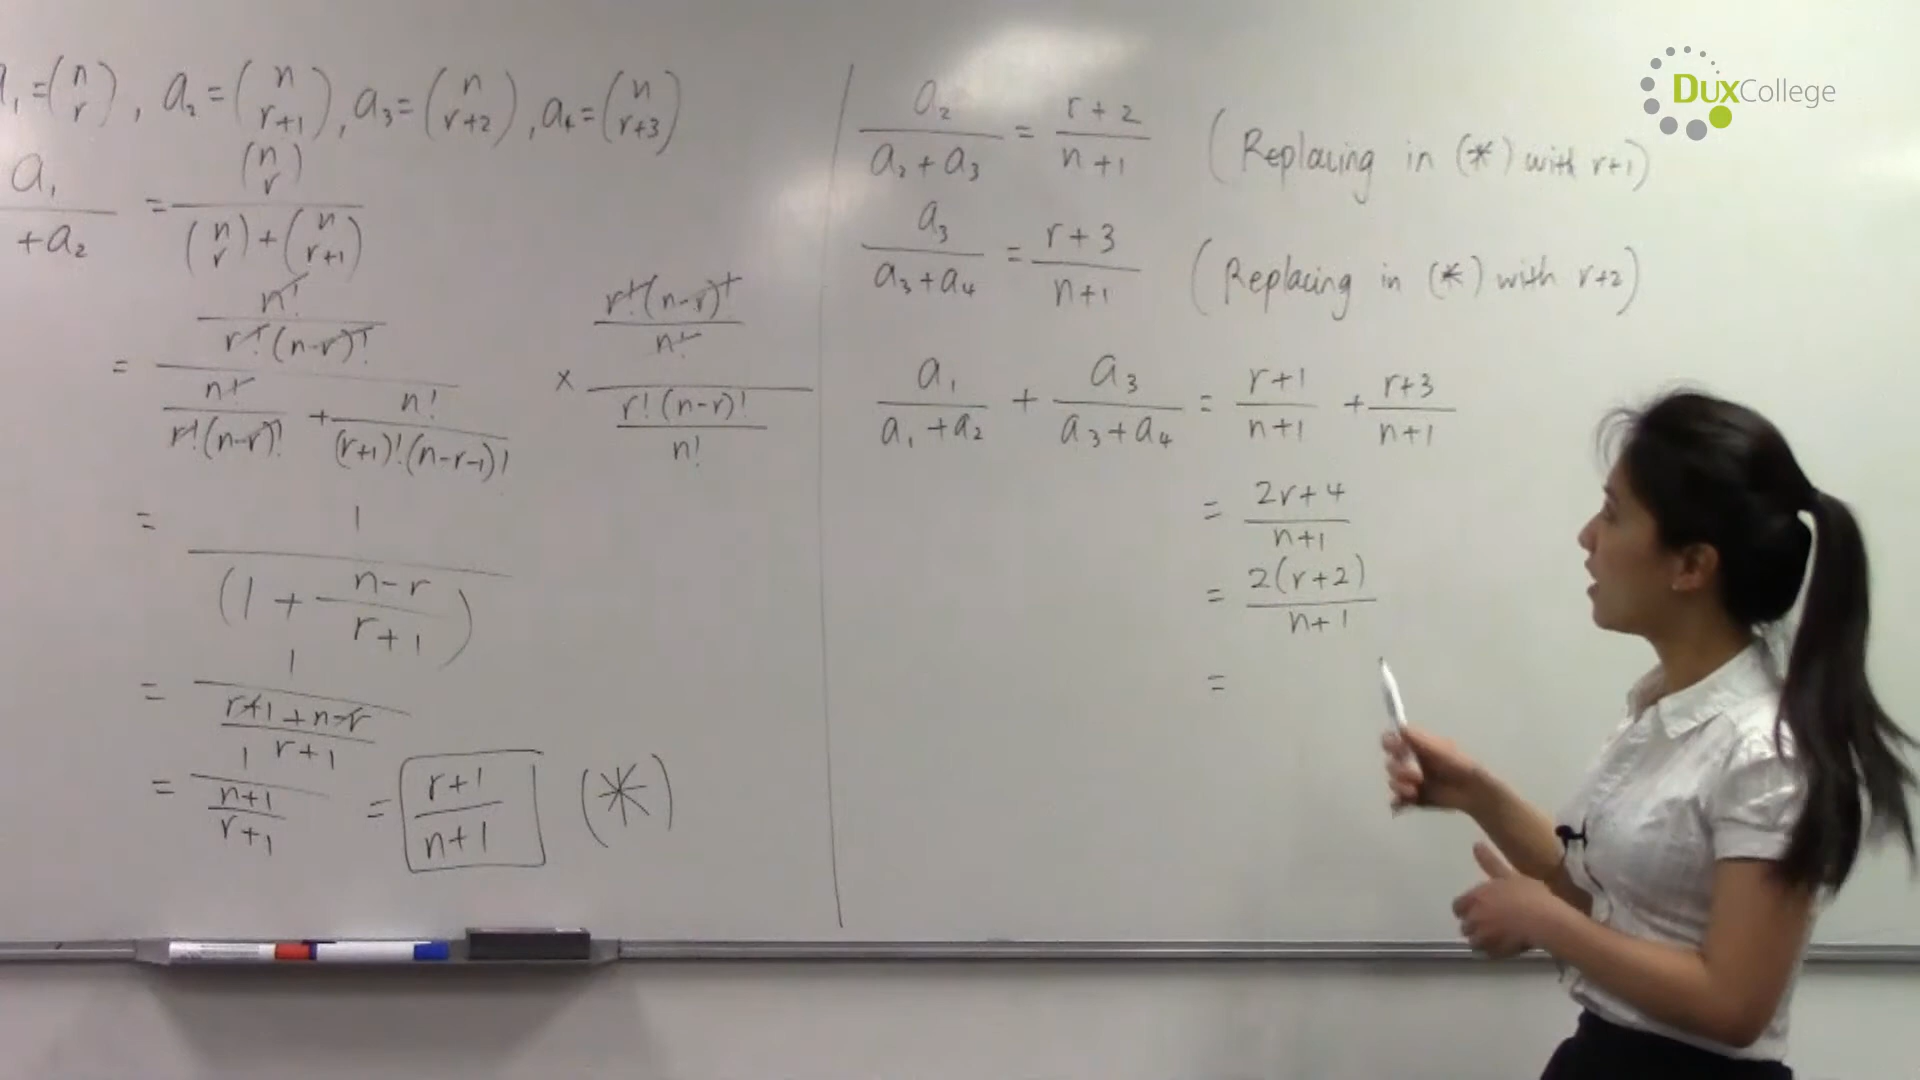 a₁ = (n r), a₂ = (n r+1), a₃ = (n r+2), a₄ = (n r+3)
a₁ / + a₂ = (n r) / (n r) + (n r+1)
= n! / r!(n-r)! / n! / r!(n-r)! + n! / (r+1)!(n-r-1)! × r!(n-r)! / n! / r!(n-r)! / n!
= 1 / (1 + n-r / r+1)
= 1 / r+1+n-r / r+1
= 1 / n+1 / r+1 = r+1 / n+1 (*)
a₂ / a₂ + a₃ = r+2 / n+1 (Replacing in (*) with r+1)
a₃ / a₃ + a₄ = r+3 / n+1 (Replacing in (*) with r+2)
a₁ / a₁ + a₂ + a₃ / a₃ + a₄ = r+1 / n+1 + r+3 / n+1
= 2r+4 / n+1
= 2(r+2) / n+1
=
DuxCollege